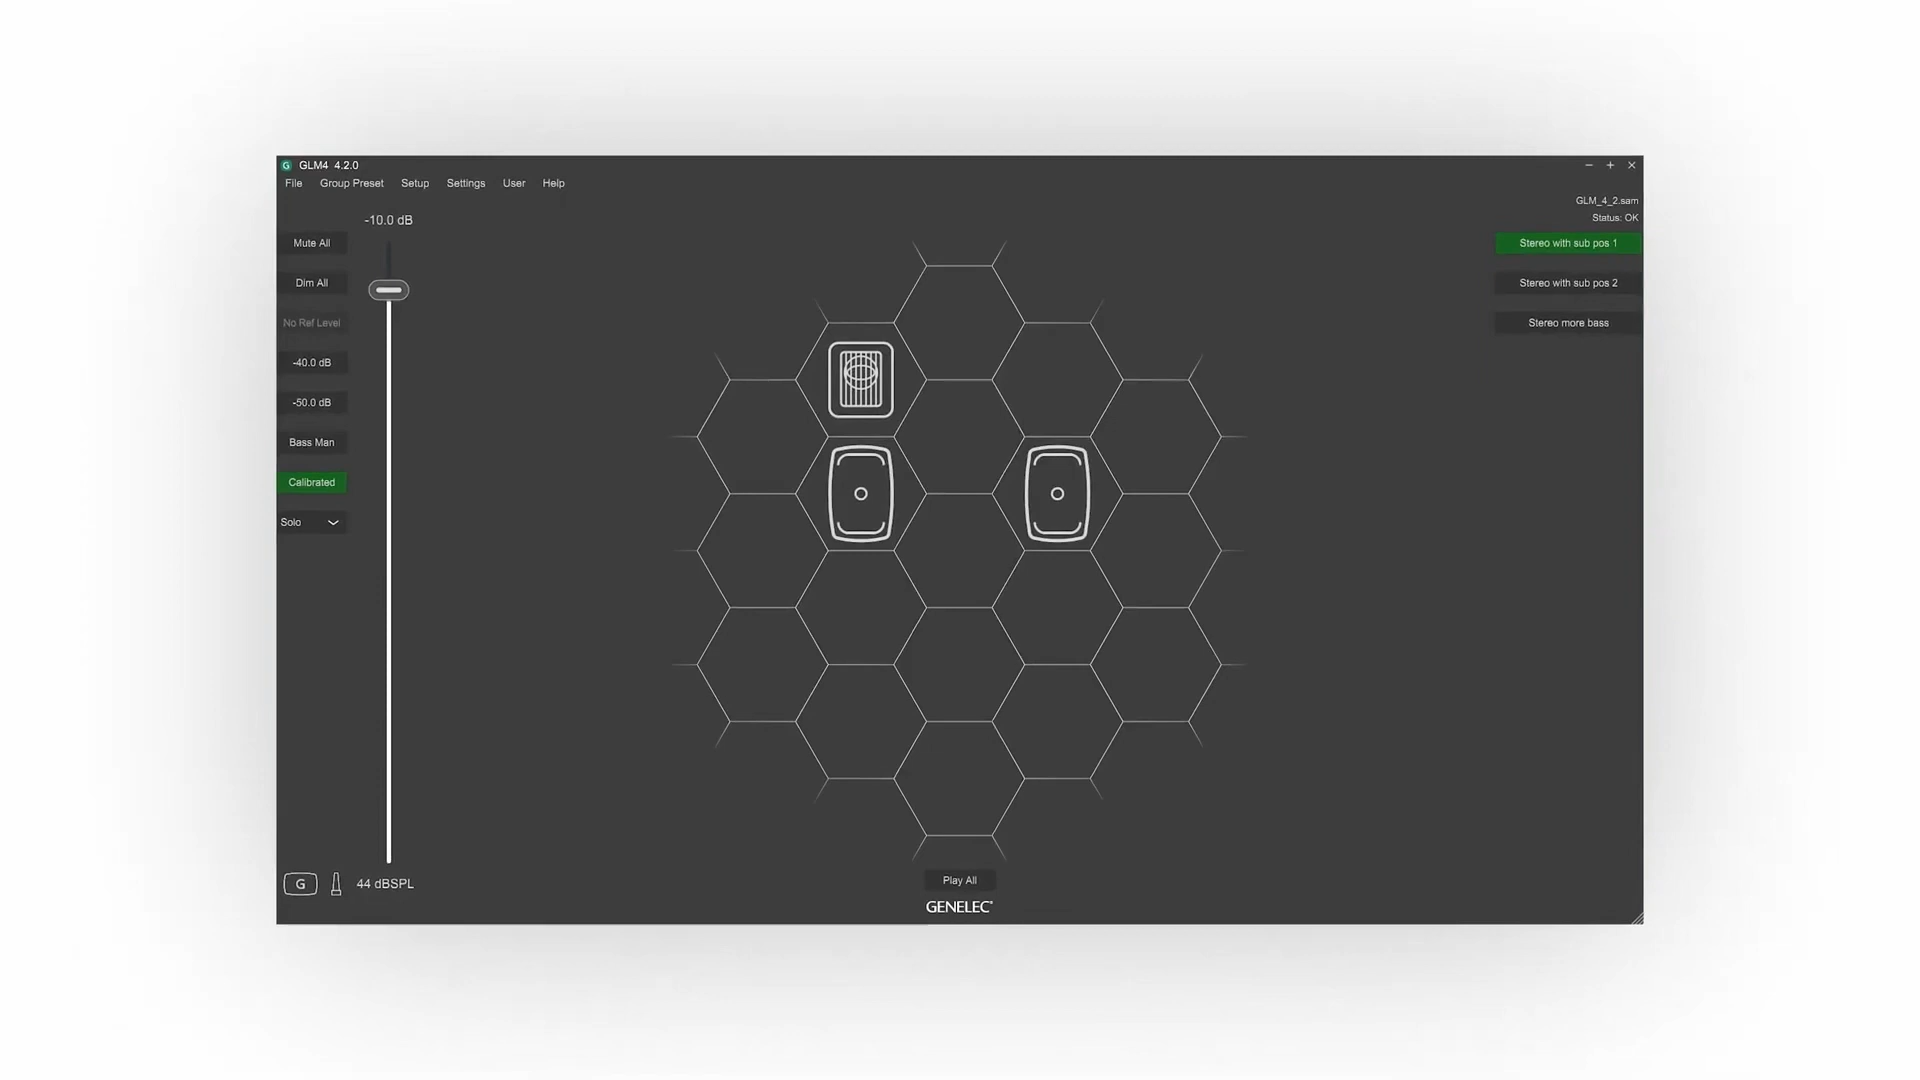 G GLM4 4.2.0
File Group Preset Setup Settings User Help
GLM_4_2.sam
Status: OK
-10.0 dB
Mute All
Dim All
No Ref Level
-40.0 dB
-50.0 dB
Bass Man
Calibrated
Solo
Stereo with sub pos 1
Stereo with sub pos 2
Stereo more bass
G 44 dBSPL
Play All
GENELEC®